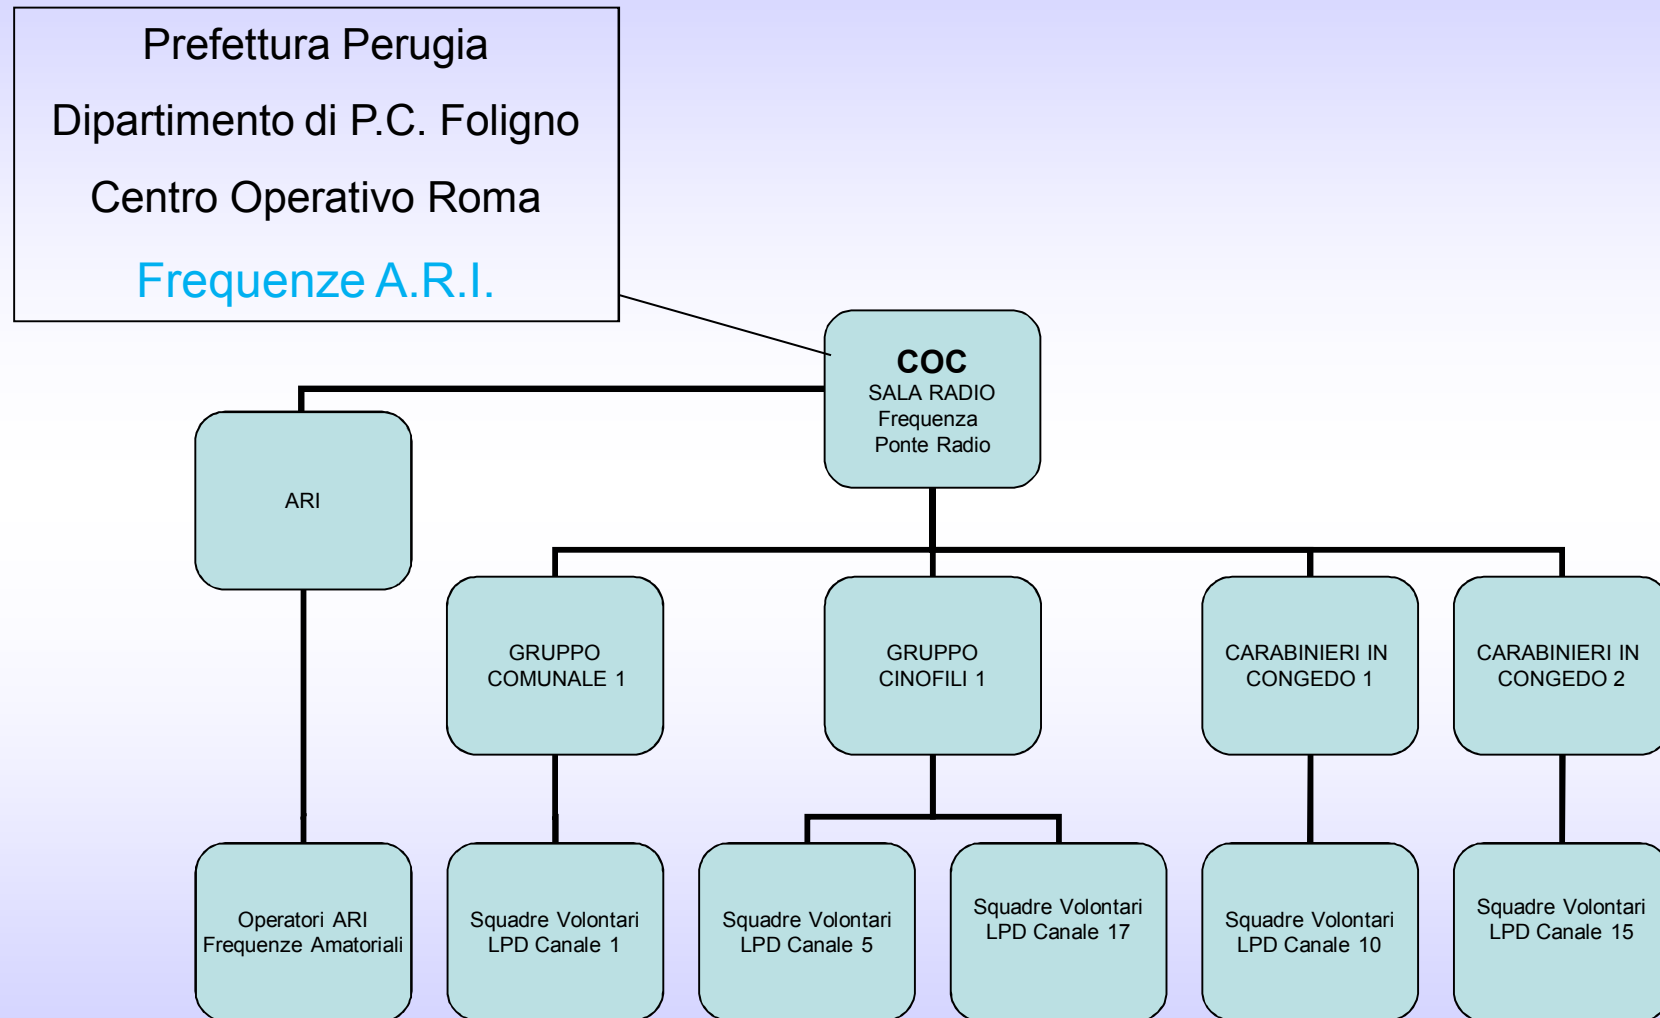 Prefettura Perugia
Dipartimento di P.C. Foligno
Centro Operativo Roma
Frequenze A.R.I.
COC
SALA RADIO
Frequenza
Ponte Radio
ARI
GRUPPO
COMUNALE 1
GRUPPO
CINOFILI 1
CARABINIERI IN
CONGEDO 1
CARABINIERI IN
CONGEDO 2
Operatori ARI
Frequenze Amatoriali
Squadre Volontari
LPD Canale 1
Squadre Volontari
LPD Canale 5
Squadre Volontari
LPD Canale 17
Squadre Volontari
LPD Canale 10
Squadre Volontari
LPD Canale 15